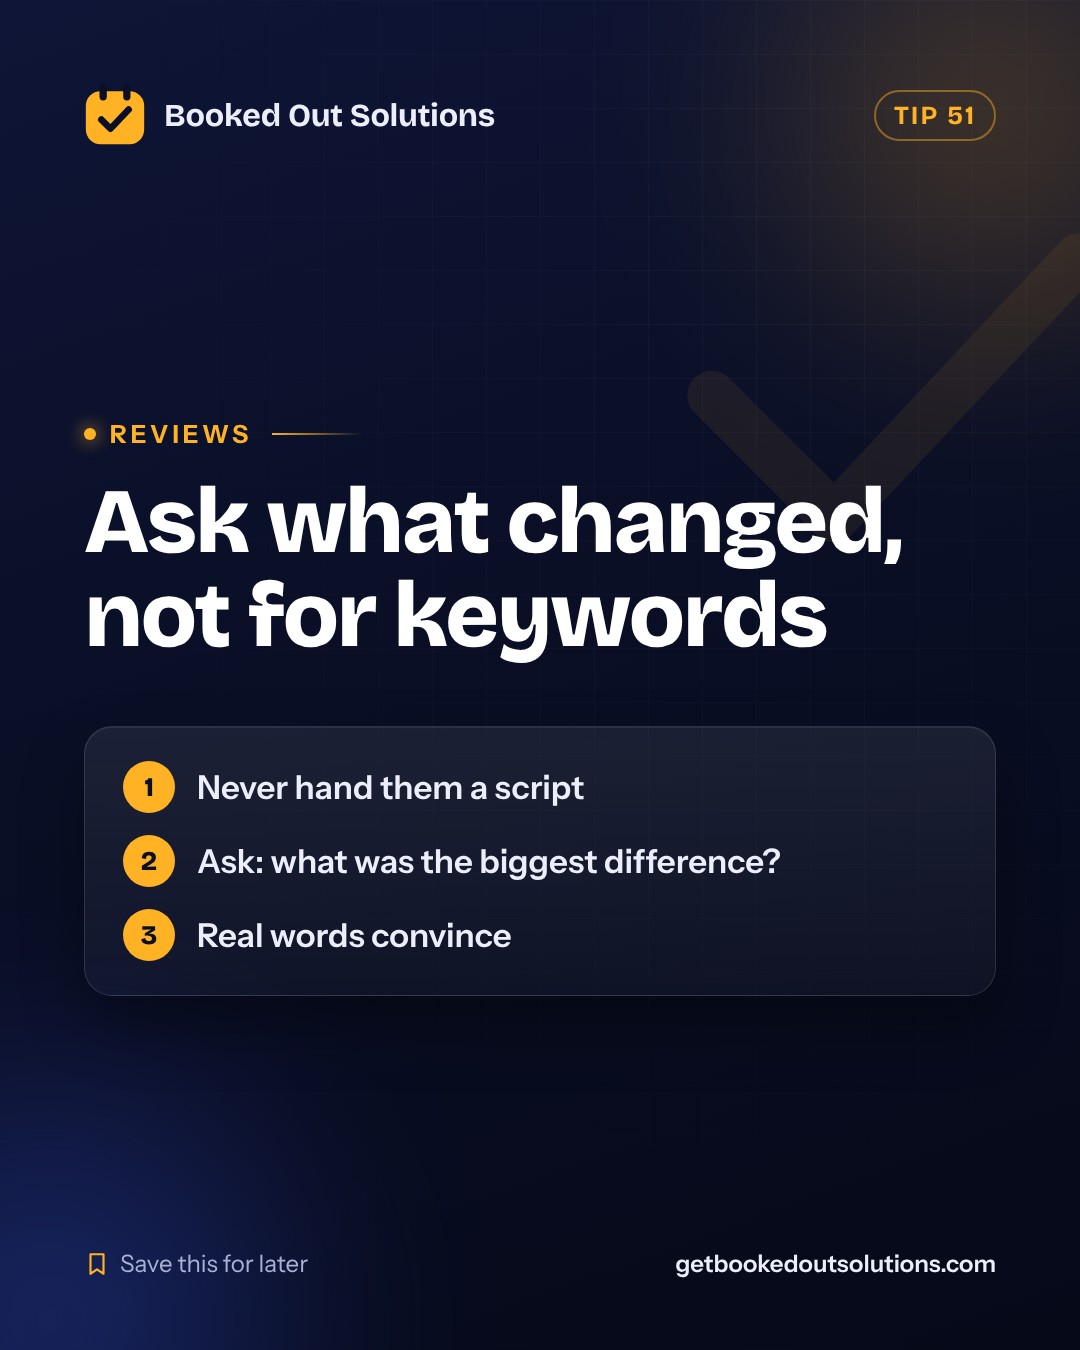 Booked Out Solutions
TIP 51
REVIEWS
Ask what changed,
not for keywords
1 Never hand them a script
2 Ask: what was the biggest difference?
3 Real words convince
Save this for later
getbookedoutsolutions.com